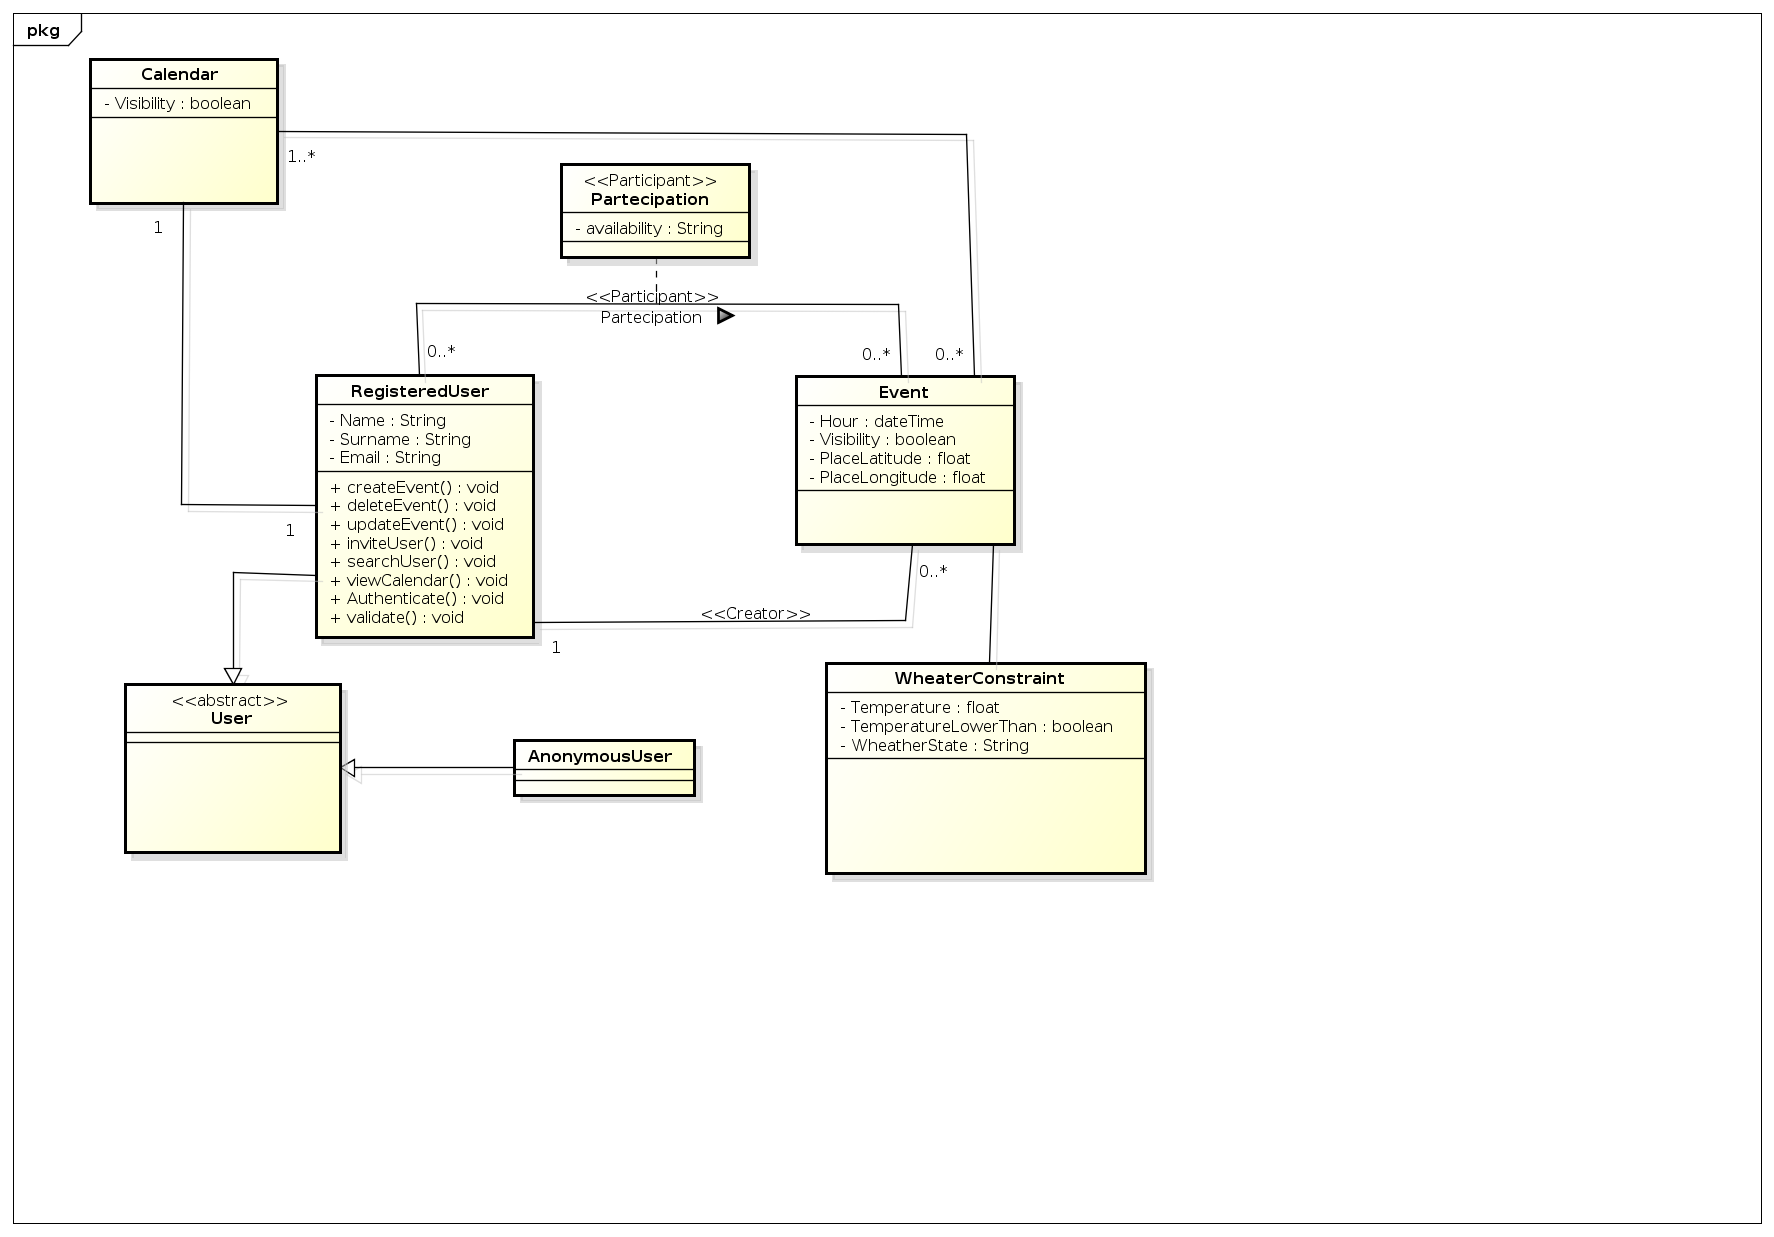 pkg
Calendar
- Visibility : boolean
1..*
1
<<Participant>>
Partecipation
- availability : String
<<Participant>>
Partecipation
0..*
0..*
0..*
RegisteredUser
- Name : String
- Surname : String
- Email : String
+ createEvent() : void
+ deleteEvent() : void
+ updateEvent() : void
+ inviteUser() : void
+ searchUser() : void
+ viewCalendar() : void
+ Authenticate() : void
+ validate() : void
Event
- Hour : dateTime
- Visibility : boolean
- PlaceLatitude : float
- PlaceLongitude : float
1
0..*
<<Creator>>
1
<<abstract>>
User
AnonymousUser
WheaterConstraint
- Temperature : float
- TemperatureLowerThan : boolean
- WheatherState : String